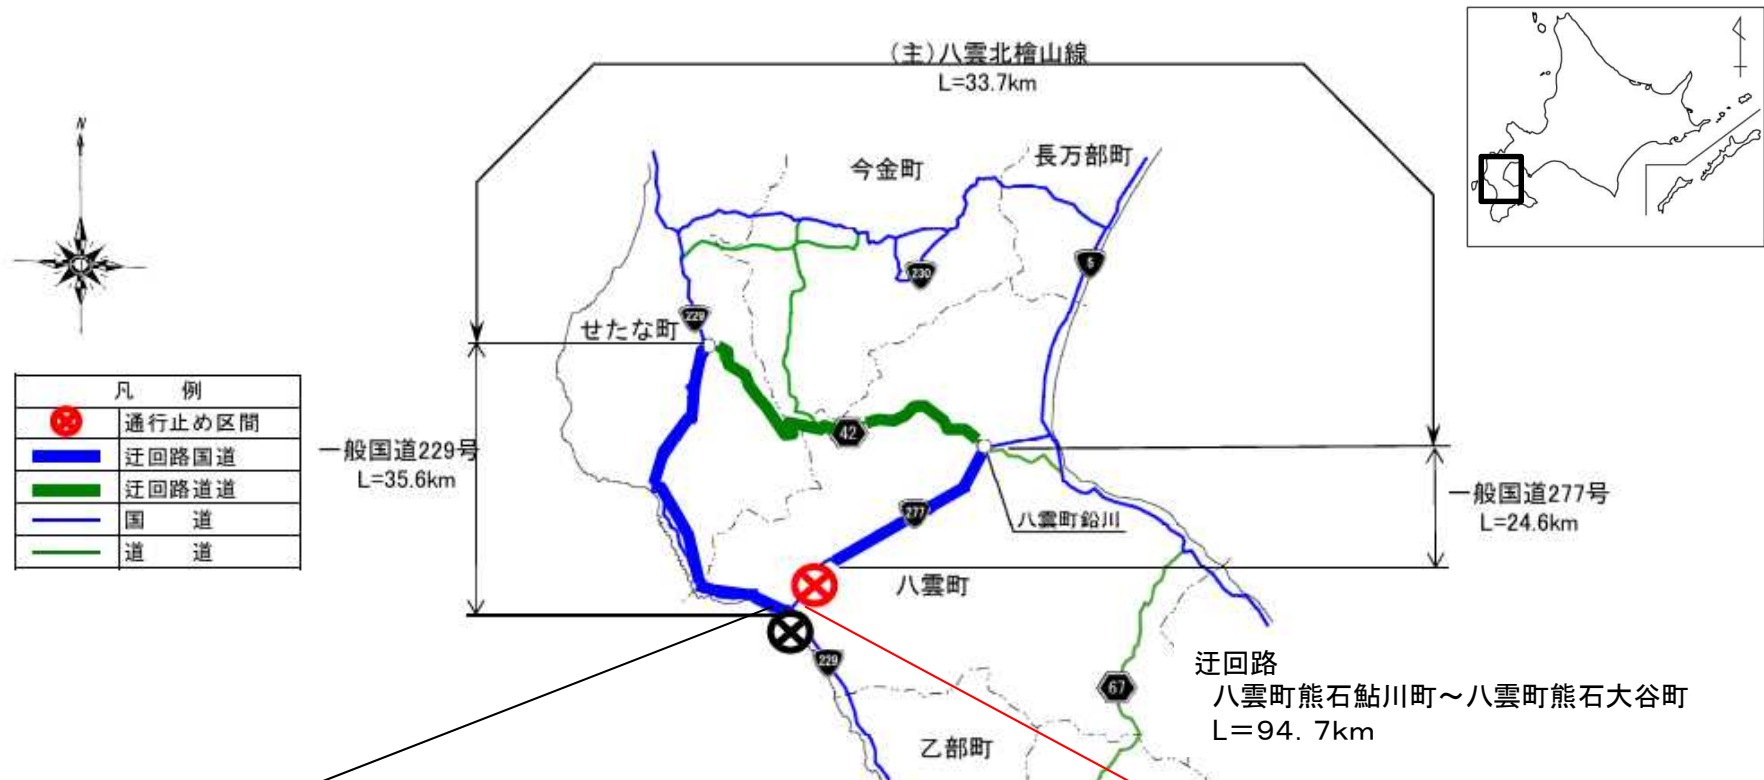 (主)八雲北檜山線
L=33.7km
N
今金町
長万部町
230
5
229
せたな町
凡　例
通行止め区間
迂回路国道
迂回路道道
国　道
道　道
一般国道229号
L=35.6km
42
277
八雲町鉛川
一般国道277号
L=24.6km
八雲町
229
67
迂回路
八雲町熊石鮎川町～八雲町熊石大谷町
L=94. 7km
乙部町